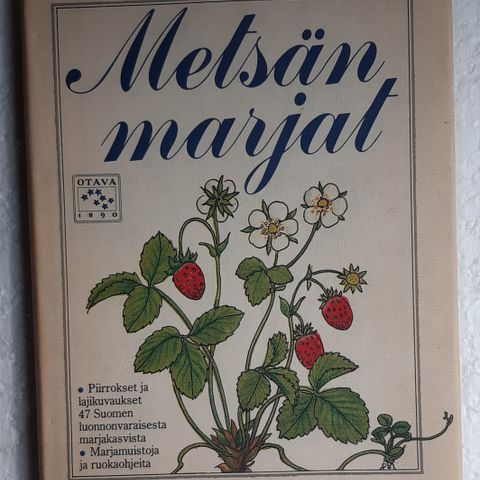 Metsän
marjat
OTAVA
1890
• Piirrokset ja
lajikuvaukset
47 Suomen
luonnonvaraisesta
marjakasvista
• Marjamuistoja
ja ruokaohjeita